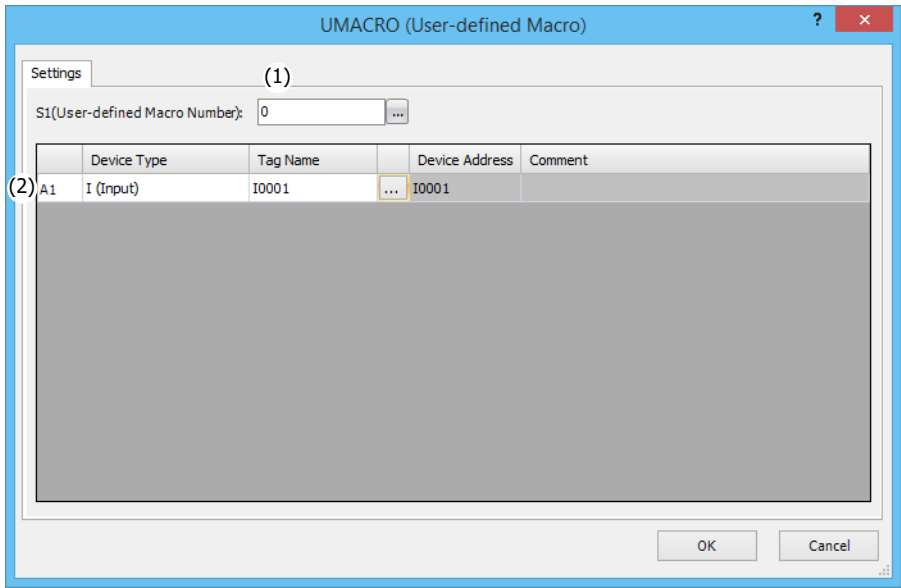 UMACRO (User-defined Macro)
?
Settings
(1)
S1(User-defined Macro Number): 0 ...
Device Type Tag Name Device Address Comment
(2) A1 I (Input) I0001 ... I0001
OK Cancel